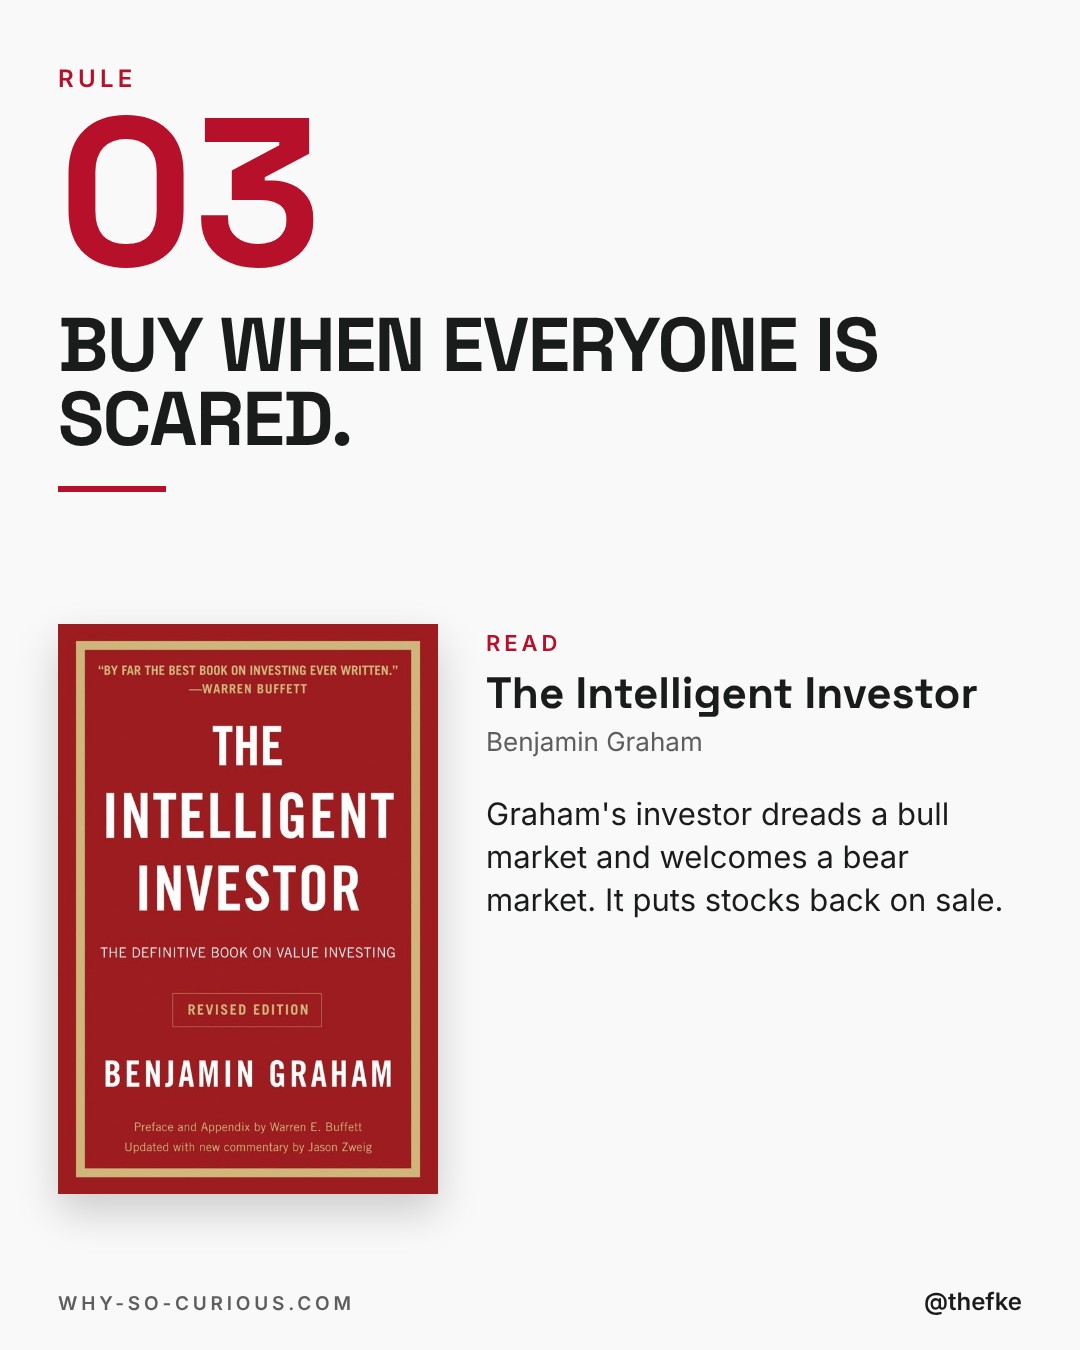 RULE
03
BUY WHEN EVERYONE IS
SCARED.
“BY FAR THE BEST BOOK ON INVESTING EVER WRITTEN.”
—WARREN BUFFETT
THE
INTELLIGENT
INVESTOR
THE DEFINITIVE BOOK ON VALUE INVESTING
REVISED EDITION
BENJAMIN GRAHAM
Preface and Appendix by Warren E. Buffett
Updated with new commentary by Jason Zweig
READ
The Intelligent Investor
Benjamin Graham
Graham's investor dreads a bull
market and welcomes a bear
market. It puts stocks back on sale.
WHY-SO-CURIOUS.COM
@thefke